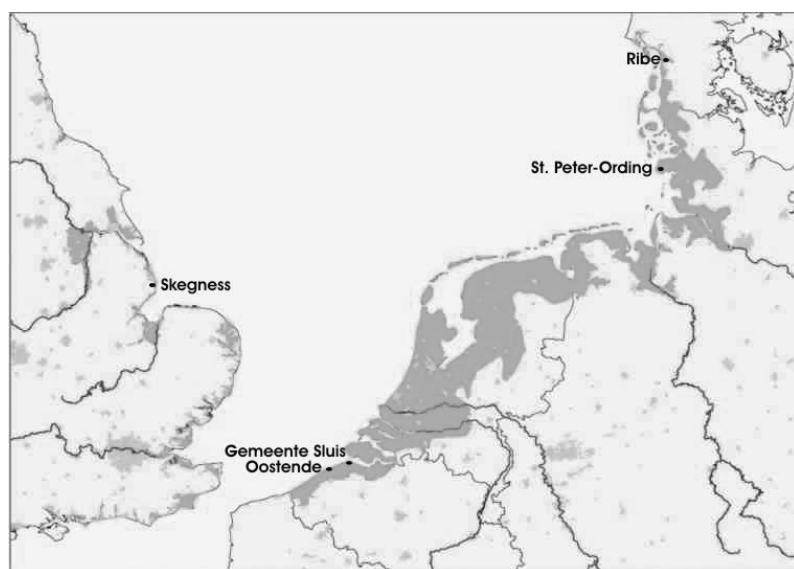 Ribe
St. Peter-Ording
Skegness
Gemeente Sluis
Oostende